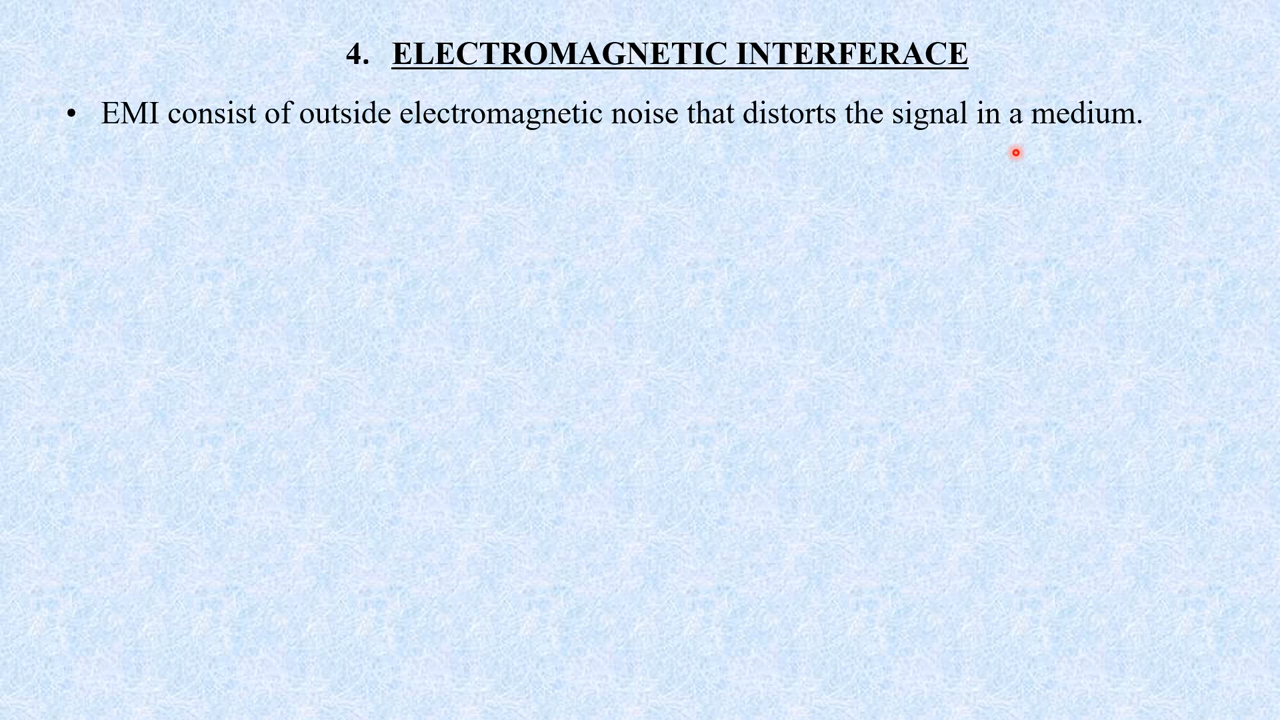 4. ELECTROMAGNETIC INTERFERACE
• EMI consist of outside electromagnetic noise that distorts the signal in a medium.